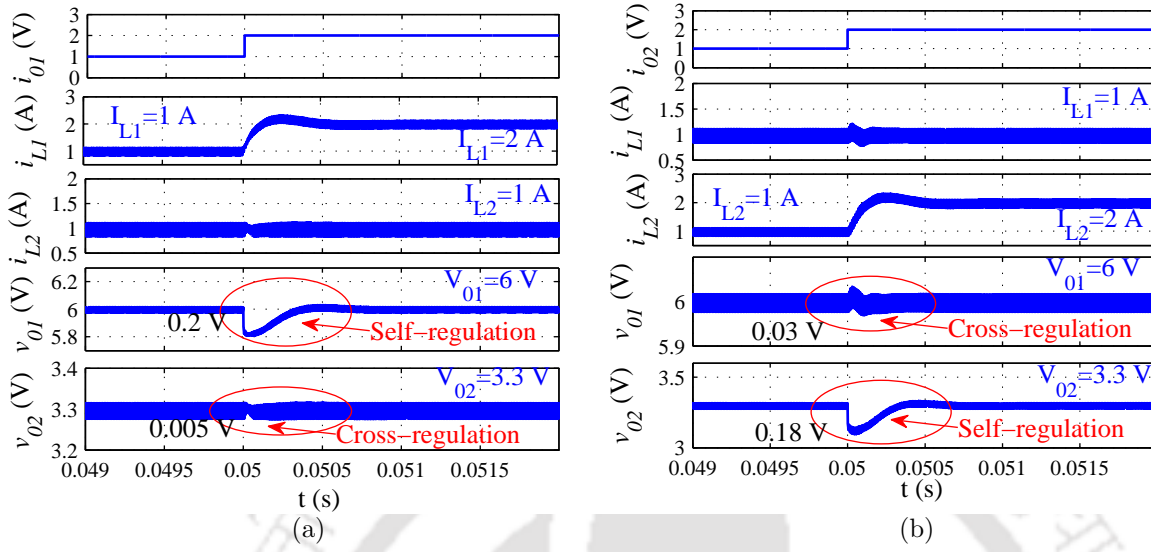 3
2
1
0
i01 (V)
3
2
1
iL1 (A)
IL1=1 A
IL1=2 A
2
1.5
1
0.5
iL2 (A)
IL2=1 A
6.2
6
5.8
v01 (V)
V01=6 V
0.2 V
Self-regulation
3.4
3.3
3.2
v02 (V)
V02=3.3 V
0.005 V
Cross-regulation
0.049 0.0495 0.05 0.0505 0.051 0.0515
t (s)
(a)
3
2
1
0
i02 (V)
2
1.5
1
0.5
iL1 (A)
IL1=1 A
3
2
1
iL2 (A)
IL2=1 A
IL2=2 A
6
5.9
v01 (V)
V01=6 V
0.03 V
Cross-regulation
3.5
3
v02 (V)
V02=3.3 V
0.18 V
Self-regulation
0.049 0.0495 0.05 0.0505 0.051 0.0515
t (s)
(b)